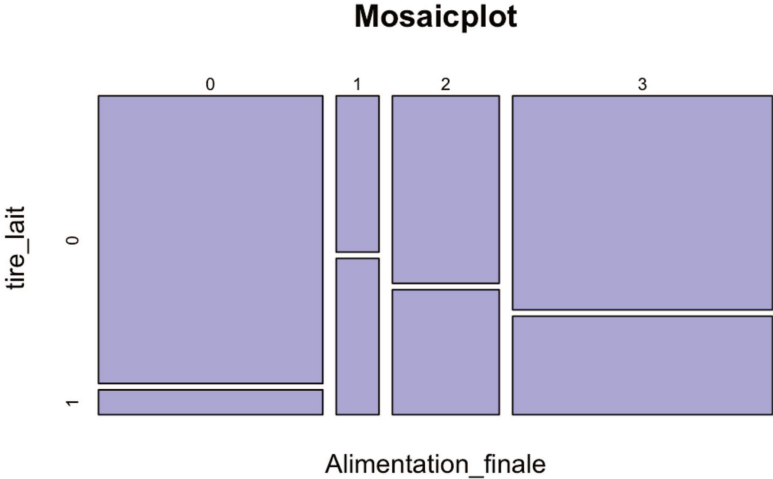 Mosaicplot
0 1 2 3
tire_lait
0
1
Alimentation_finale